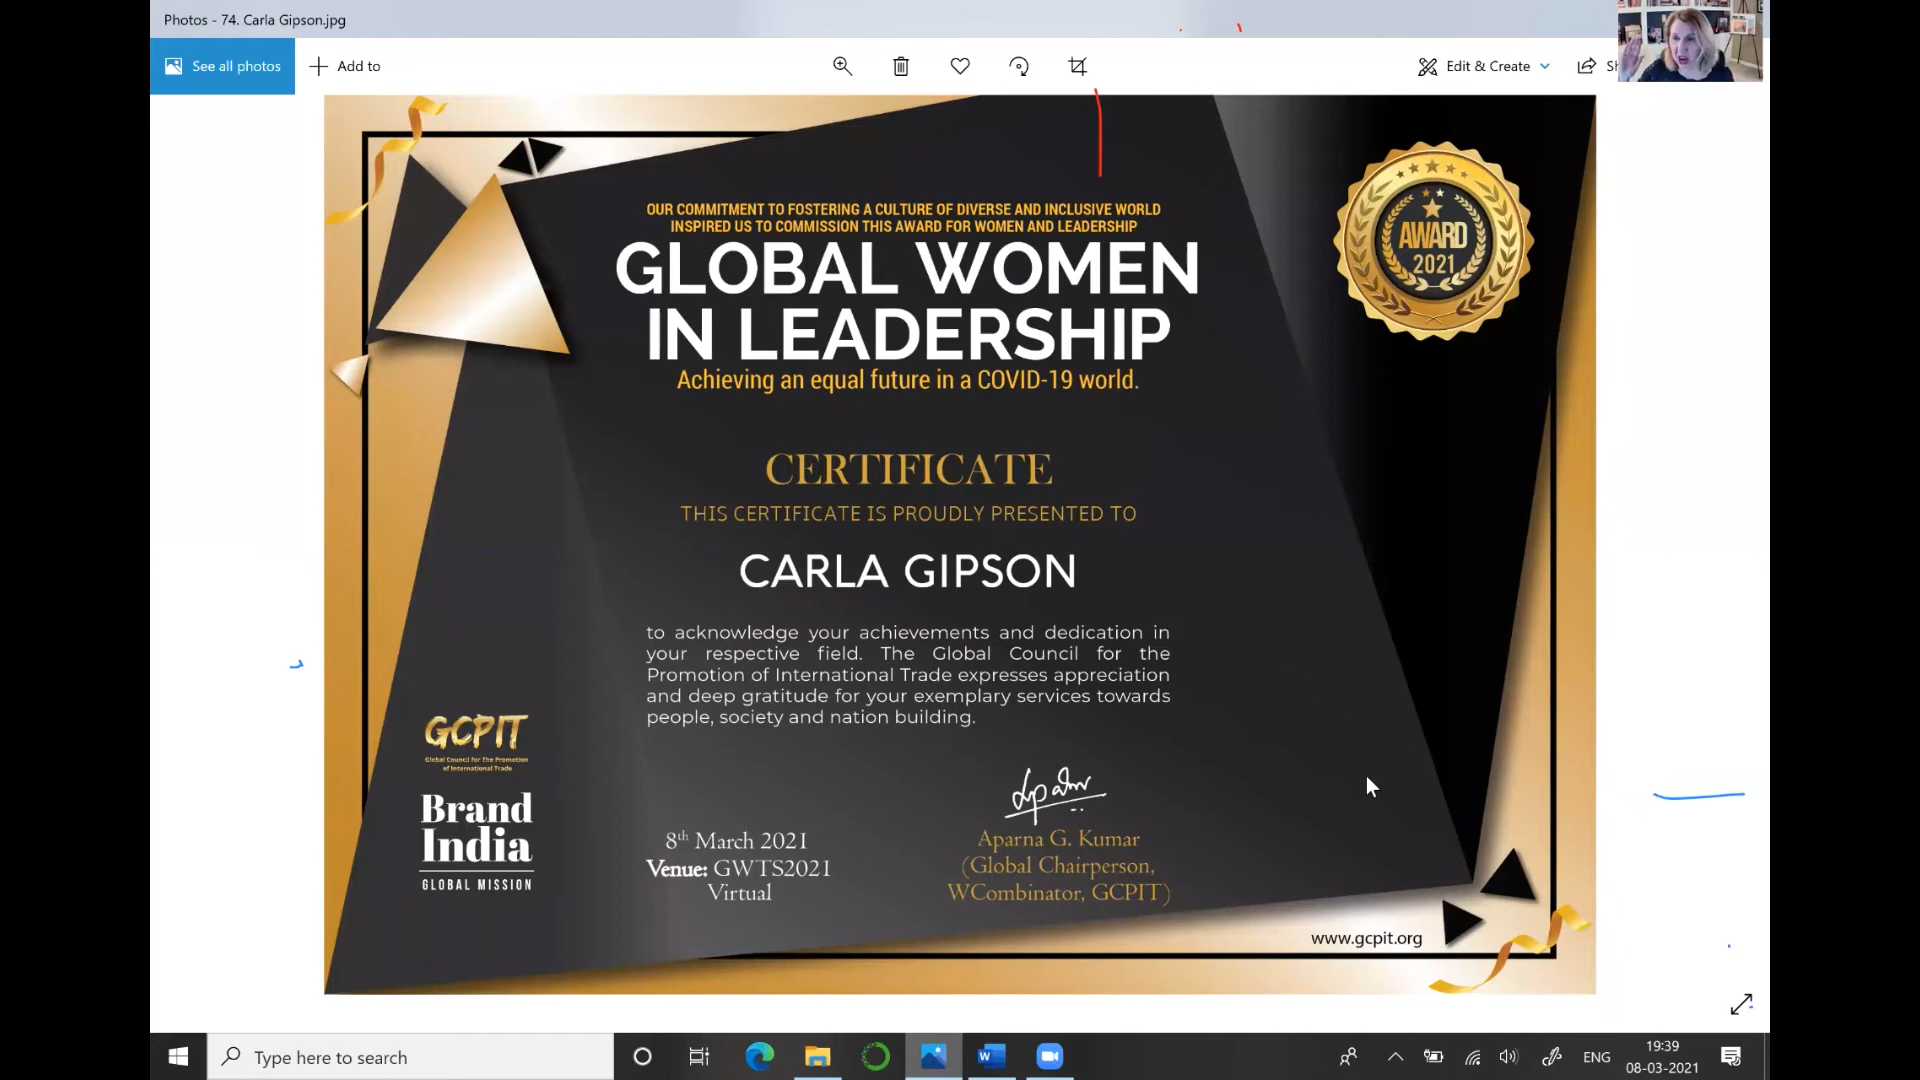 Photos - 74. Carla Gipson.jpg
See all photos
Add to
Edit & Create
OUR COMMITMENT TO FOSTERING A CULTURE OF DIVERSE AND INCLUSIVE WORLD
INSPIRED US TO COMMISSION THIS AWARD FOR WOMEN AND LEADERSHIP
GLOBAL WOMEN
IN LEADERSHIP
Achieving an equal future in a COVID-19 world.
AWARD
2021
CERTIFICATE
THIS CERTIFICATE IS PROUDLY PRESENTED TO
CARLA GIPSON
to acknowledge your achievements and dedication in
your respective field. The Global Council for the
Promotion of International Trade expresses appreciation
and deep gratitude for your exemplary services towards
people, society and nation building.
GCPIT
Global Council for The Promotion
of International Trade
Brand
India
GLOBAL MISSION
8th March 2021
Venue: GWTS2021
Virtual
Aparna G. Kumar
(Global Chairperson,
WCombinator, GCPIT)
www.gcpit.org
Type here to search
ENG
19:39
08-03-2021